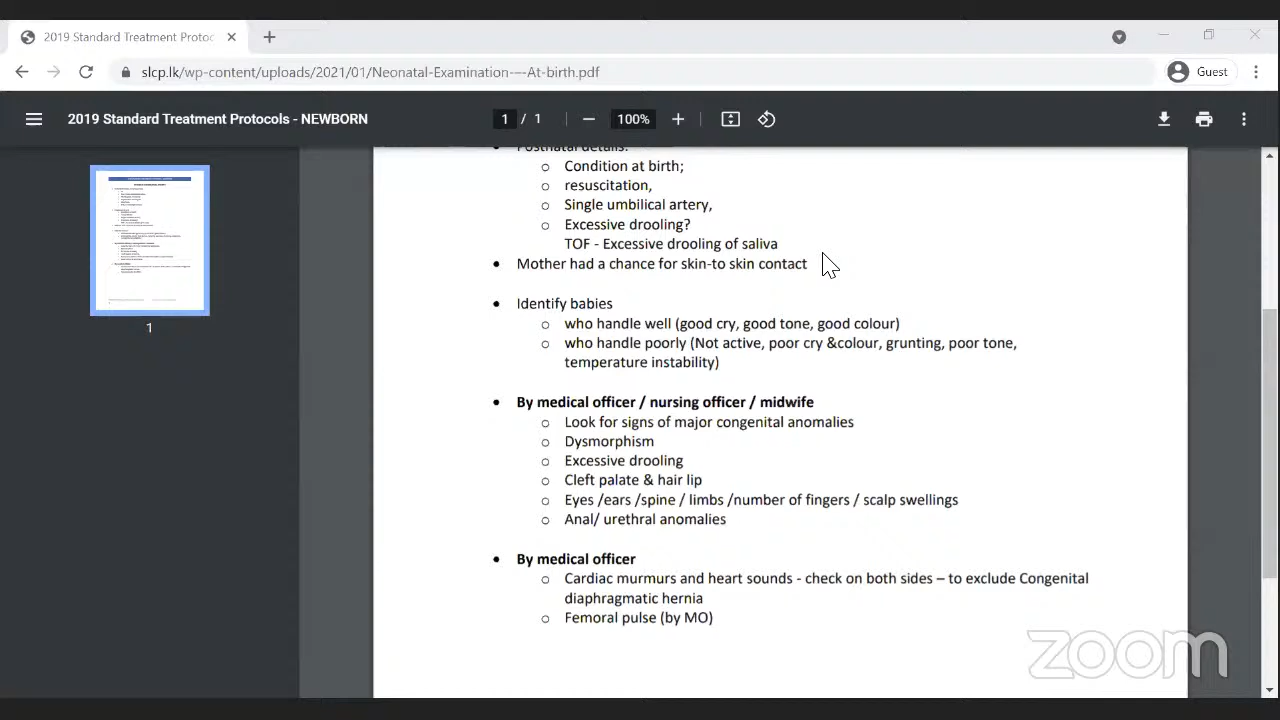 2019 Standard Treatment Protoc
slcp.lk/wp-content/uploads/2021/01/Neonatal-Examination-–-At-birth.pdf
Guest
2019 Standard Treatment Protocols - NEWBORN
1 / 1
100%
1
Postnatal details:
Condition at birth;
resuscitation,
Single umbilical artery,
Excessive drooling?
TOF - Excessive drooling of saliva
Mother had a chance for skin-to skin contact
Identify babies
who handle well (good cry, good tone, good colour)
who handle poorly (Not active, poor cry &colour, grunting, poor tone,
temperature instability)
By medical officer / nursing officer / midwife
Look for signs of major congenital anomalies
Dysmorphism
Excessive drooling
Cleft palate & hair lip
Eyes /ears /spine / limbs /number of fingers / scalp swellings
Anal/ urethral anomalies
By medical officer
Cardiac murmurs and heart sounds - check on both sides – to exclude Congenital
diaphragmatic hernia
Femoral pulse (by MO)
zoom